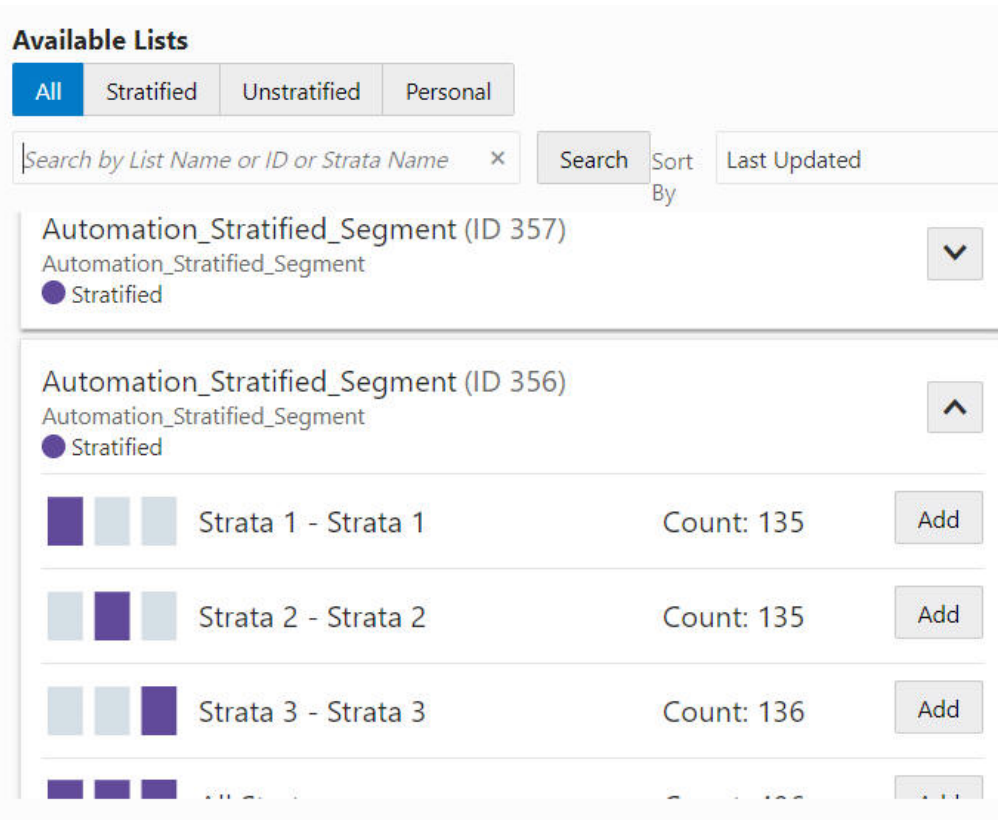 Available Lists
All Stratified Unstratified Personal
Search by List Name or ID or Strata Name × Search Sort By Last Updated
Automation_Stratified_Segment (ID 357)
Automation_Stratified_Segment
Stratified
Automation_Stratified_Segment (ID 356)
Automation_Stratified_Segment
Stratified
Strata 1 - Strata 1 Count: 135 Add
Strata 2 - Strata 2 Count: 135 Add
Strata 3 - Strata 3 Count: 136 Add